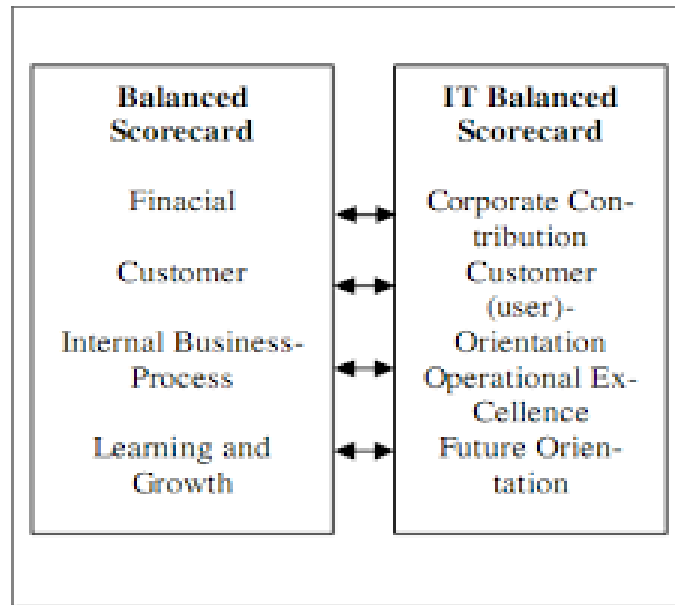 Balanced
Scorecard
Finacial
Customer
Internal Business-
Process
Learning and
Growth
IT Balanced
Scorecard
Corporate Con-
tribution
Customer
(user)-
Orientation
Operational Ex-
Cellence
Future Orien-
tation